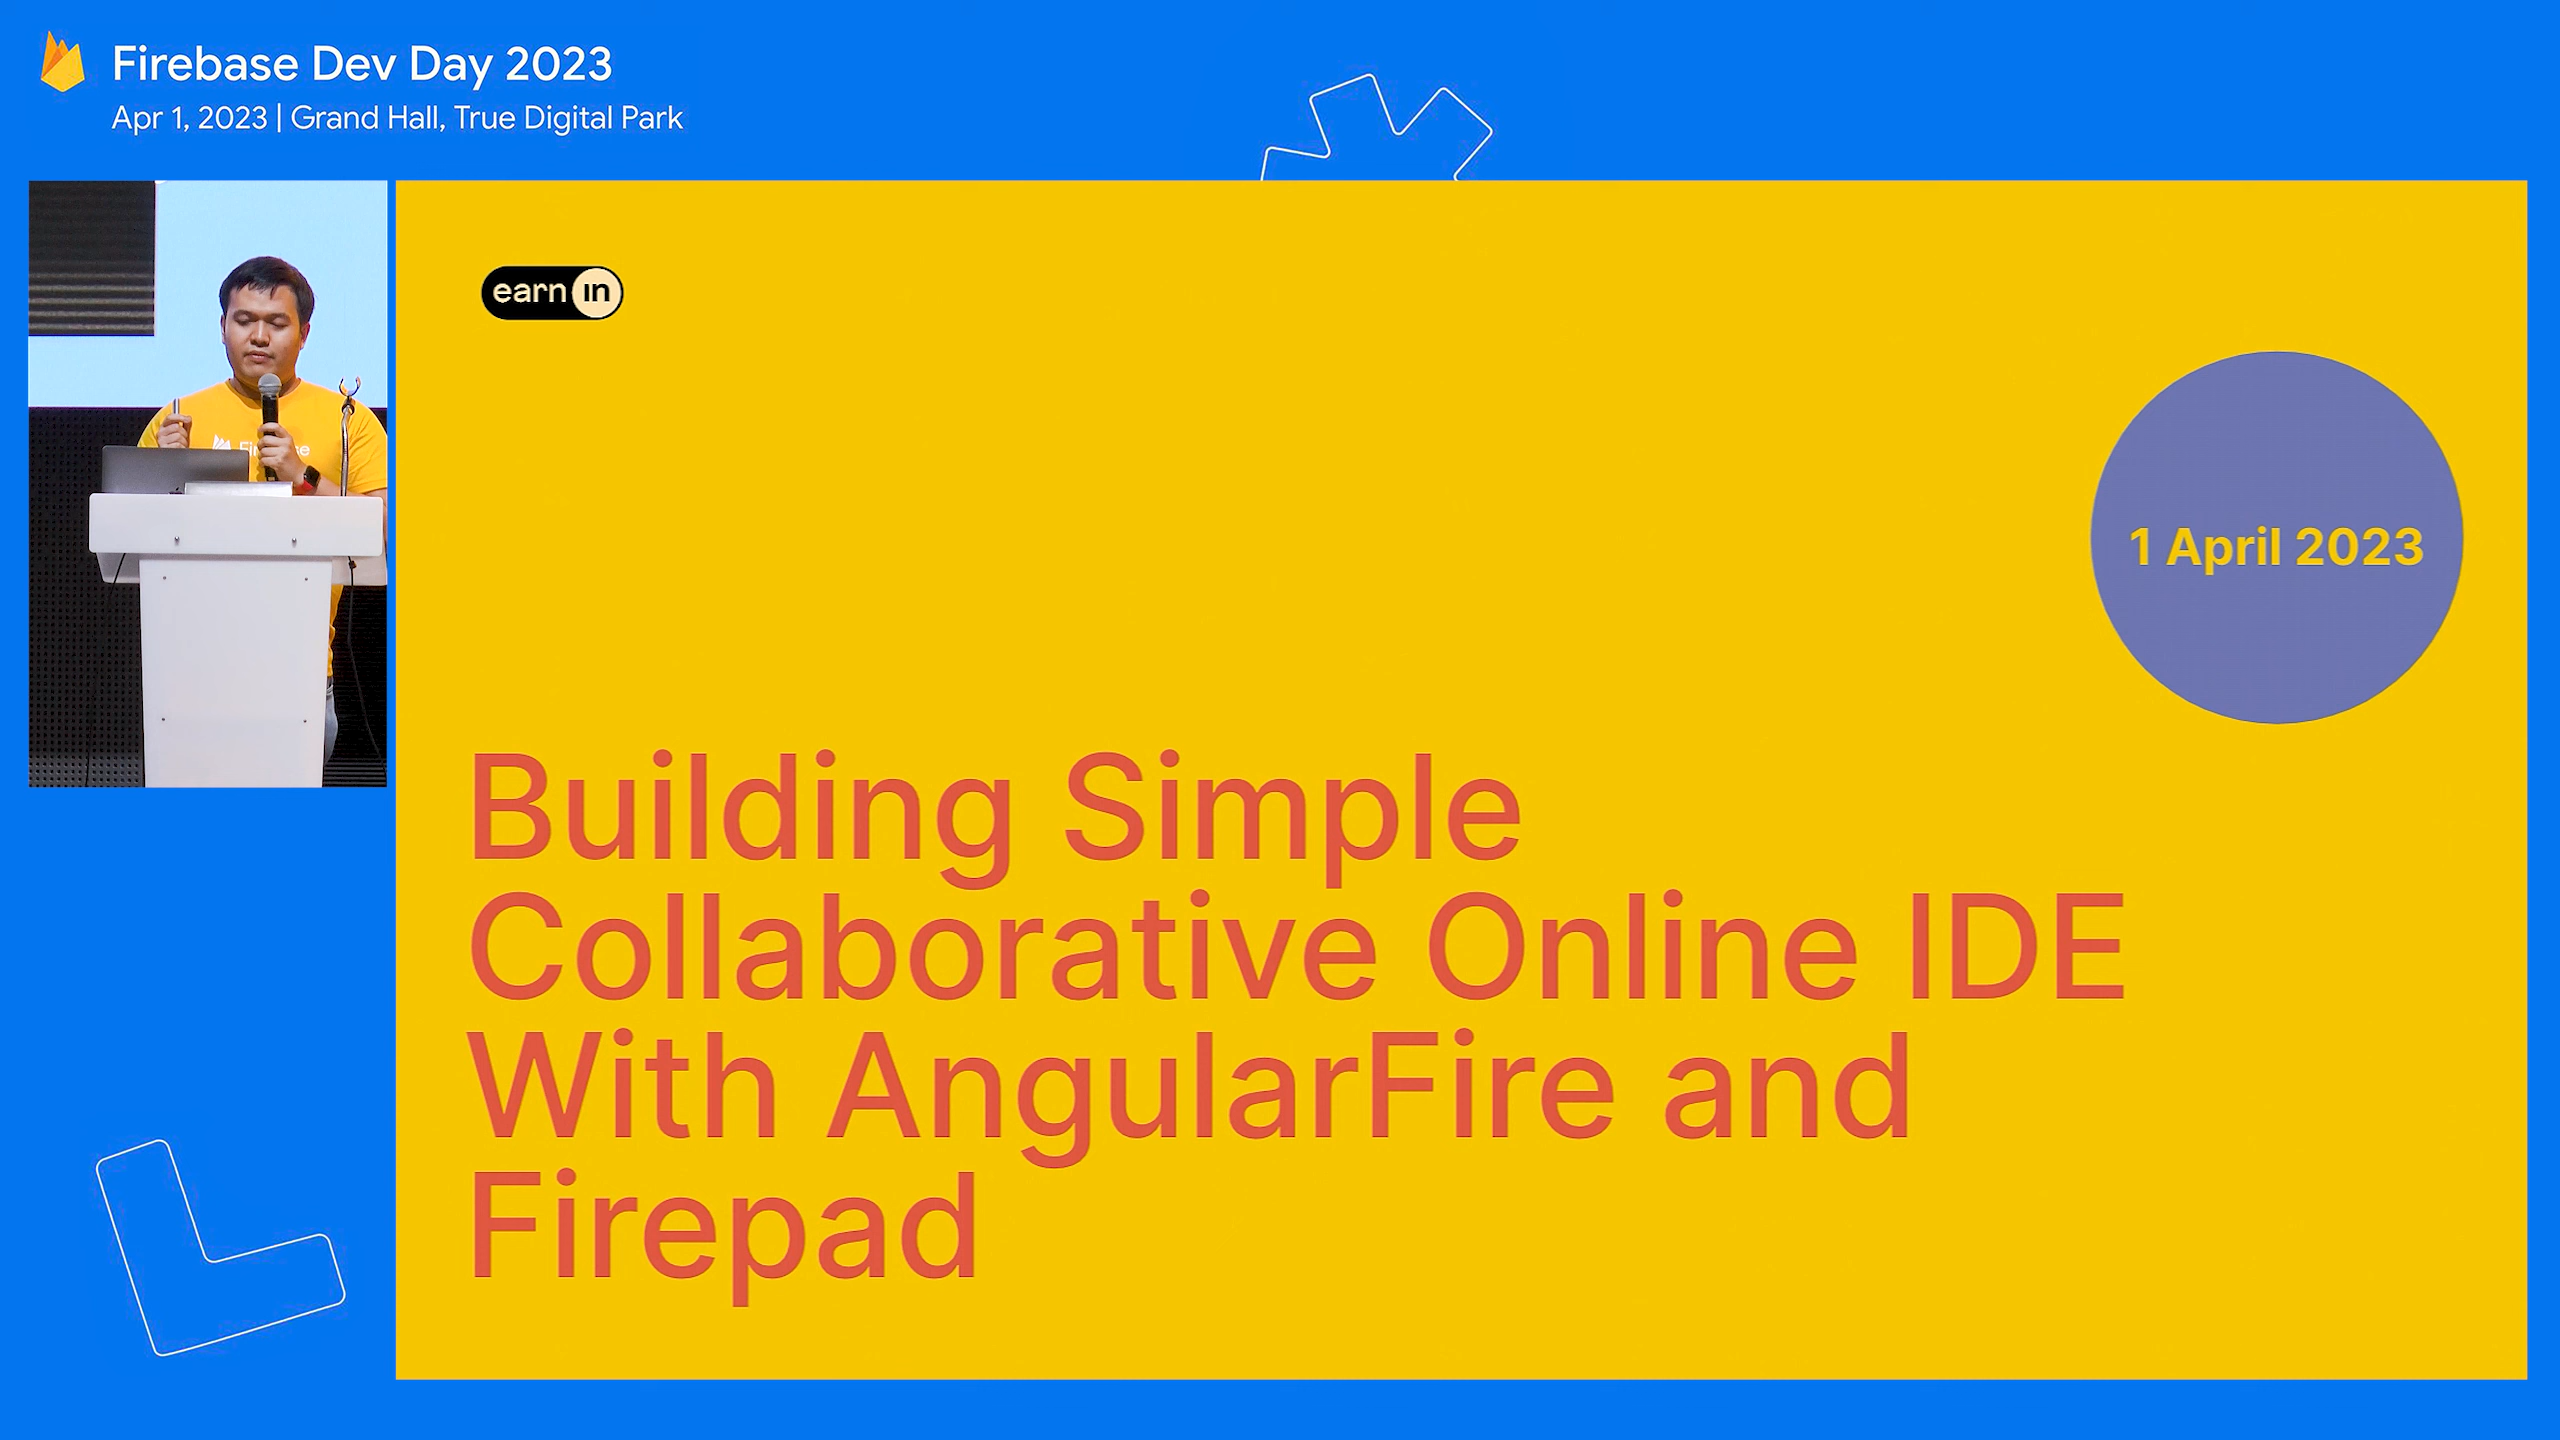 Firebase Dev Day 2023
Apr 1, 2023 | Grand Hall, True Digital Park
earn in
1 April 2023
Building Simple
Collaborative Online IDE
With AngularFire and
Firepad